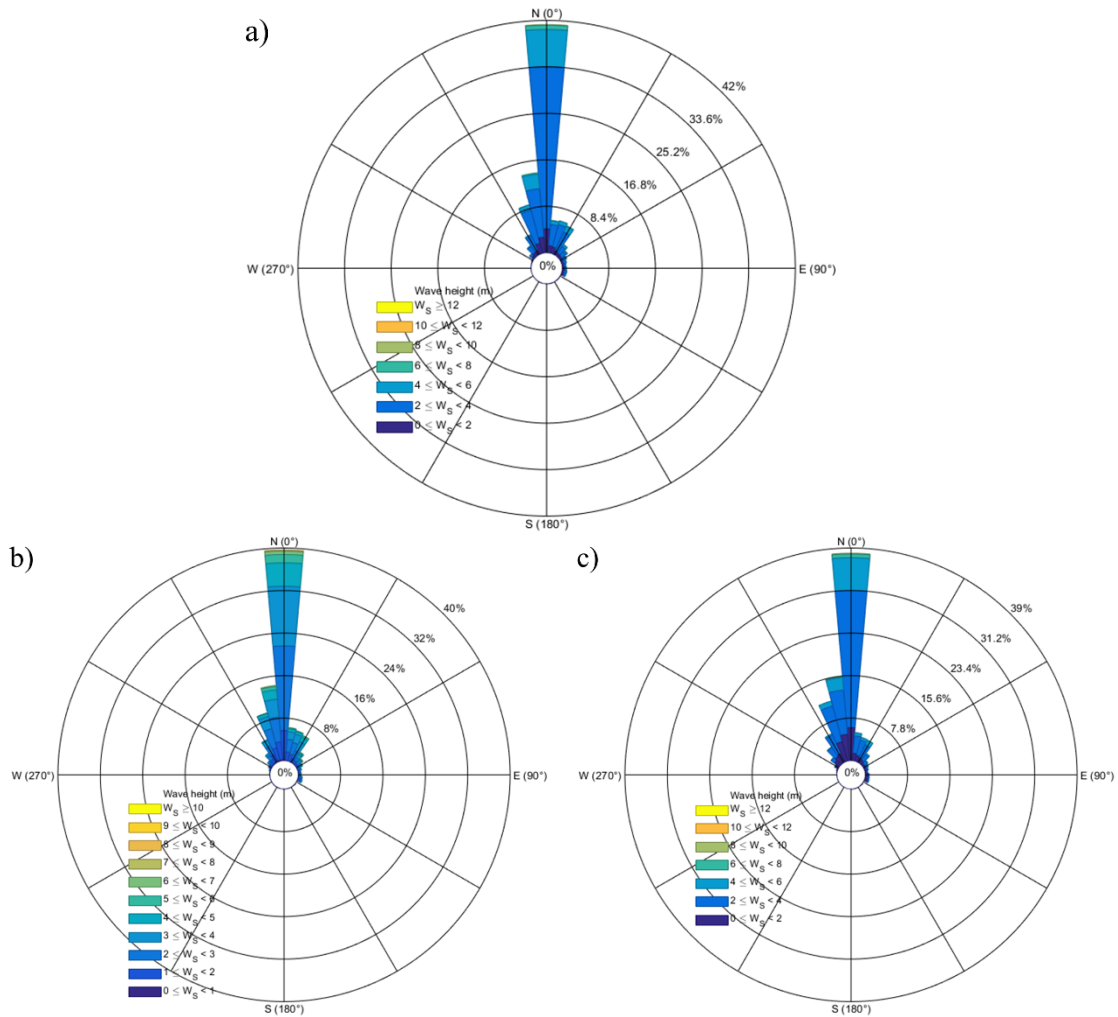 a)
N (0°)
42%
33.6%
25.2%
16.8%
8.4%
0%
W (270°)
E (90°)
Wave height (m)
W_S ≥ 12
10 ≤ W_S < 12
8 ≤ W_S < 10
6 ≤ W_S < 8
4 ≤ W_S < 6
2 ≤ W_S < 4
0 ≤ W_S < 2
S (180°)
b)
N (0°)
40%
32%
24%
16%
8%
0%
W (270°)
E (90°)
Wave height (m)
W_S ≥ 10
9 ≤ W_S < 10
8 ≤ W_S < 9
7 ≤ W_S < 8
6 ≤ W_S < 7
5 ≤ W_S < 6
4 ≤ W_S < 5
3 ≤ W_S < 4
2 ≤ W_S < 3
1 ≤ W_S < 2
0 ≤ W_S < 1
S (180°)
c)
N (0°)
39%
31.2%
23.4%
15.6%
7.8%
0%
W (270°)
E (90°)
Wave height (m)
W_S ≥ 12
10 ≤ W_S < 12
8 ≤ W_S < 10
6 ≤ W_S < 8
4 ≤ W_S < 6
2 ≤ W_S < 4
0 ≤ W_S < 2
S (180°)